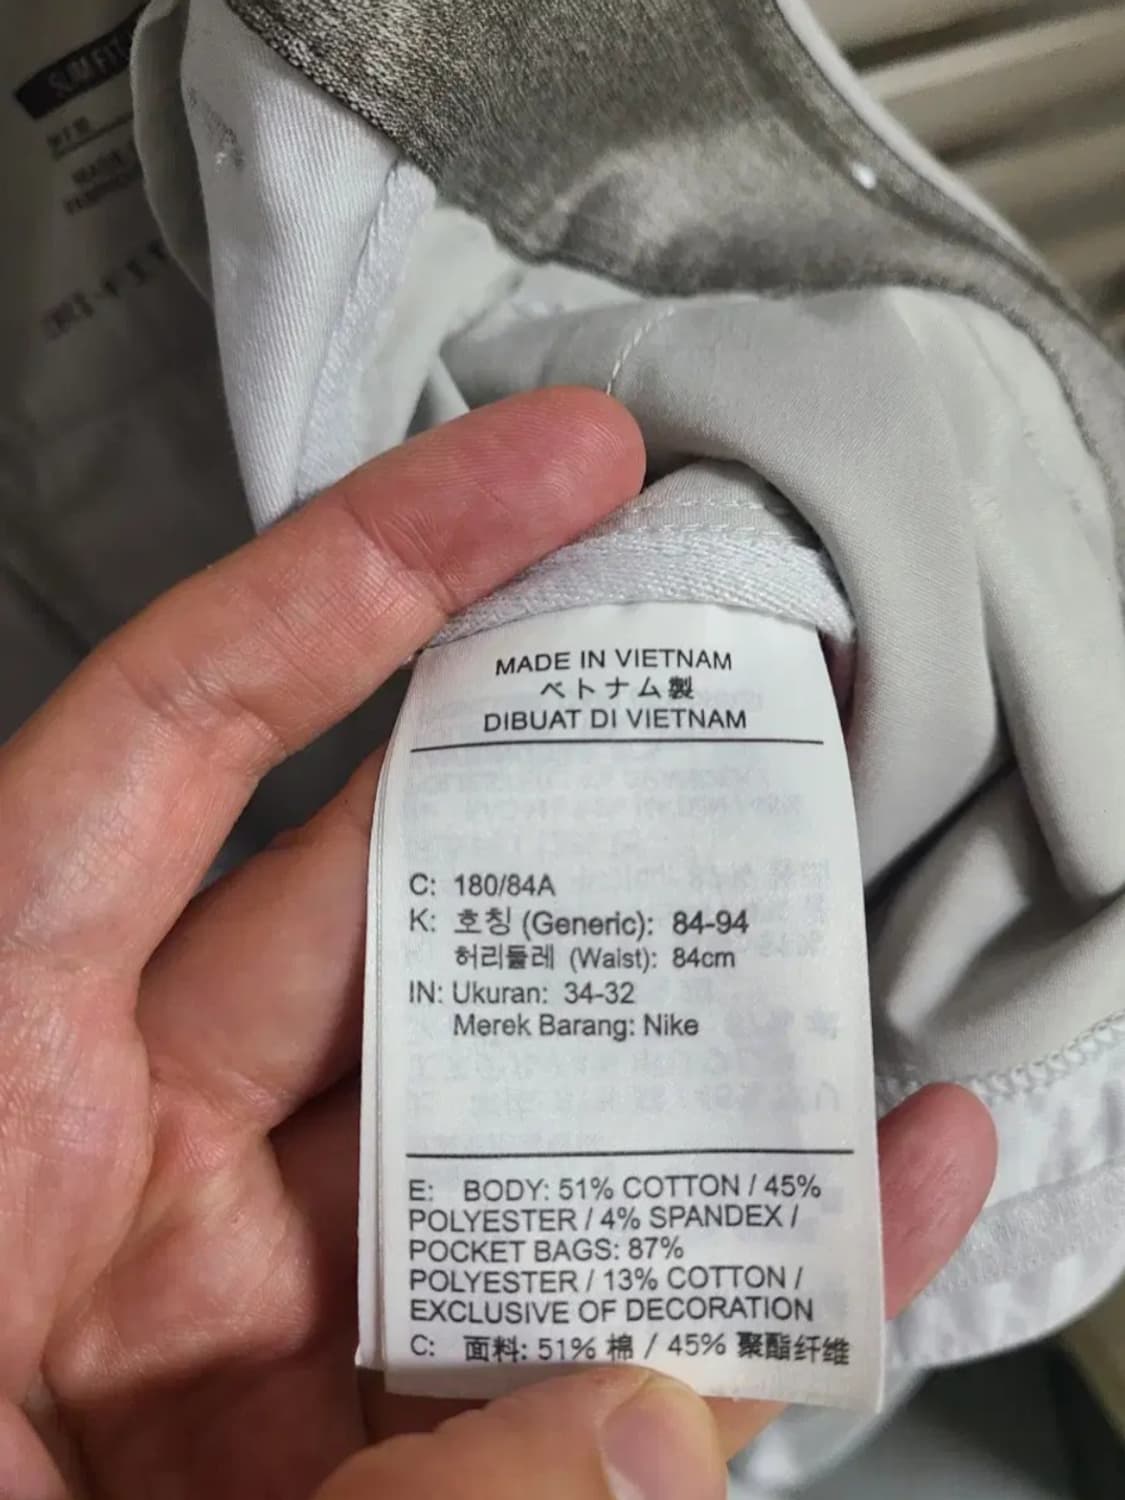 SLIM FIT
MADE IN VIETNAM
ベトナム製
DIBUAT DI VIETNAM
C: 180/84A
K: 호칭 (Generic): 84-94
허리둘레 (Waist): 84cm
IN: Ukuran: 34-32
Merek Barang: Nike
E: BODY: 51% COTTON / 45%
POLYESTER / 4% SPANDEX /
POCKET BAGS: 87%
POLYESTER / 13% COTTON /
EXCLUSIVE OF DECORATION
C: 面料: 51% 棉 / 45% 聚酯纤维